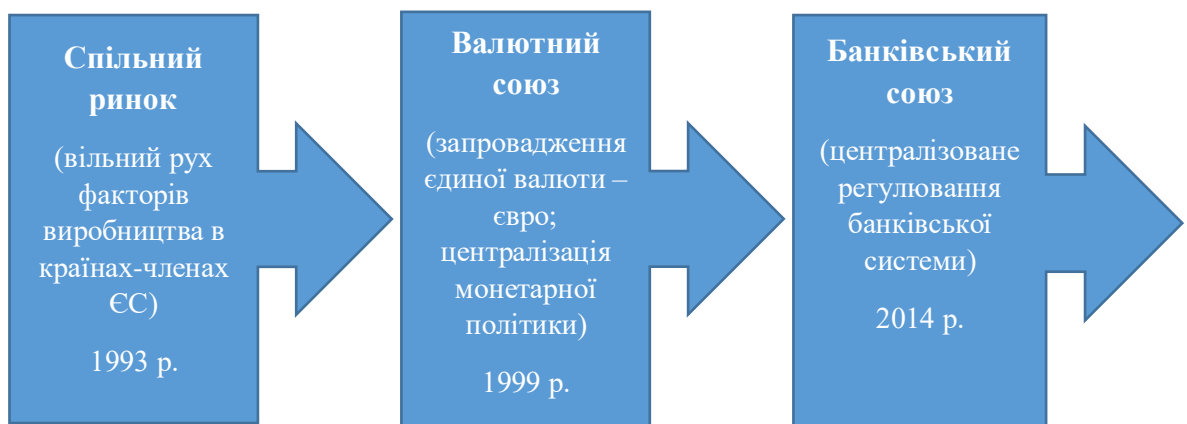 Спільний
ринок
(вільний рух
факторів
виробництва в
країнах-членах
ЄС)
1993 р.
Валютний
союз
(запровадження
єдиної валюти –
євро;
централізація
монетарної
політики)
1999 р.
Банківський
союз
(централізоване
регулювання
банківської
системи)
2014 р.